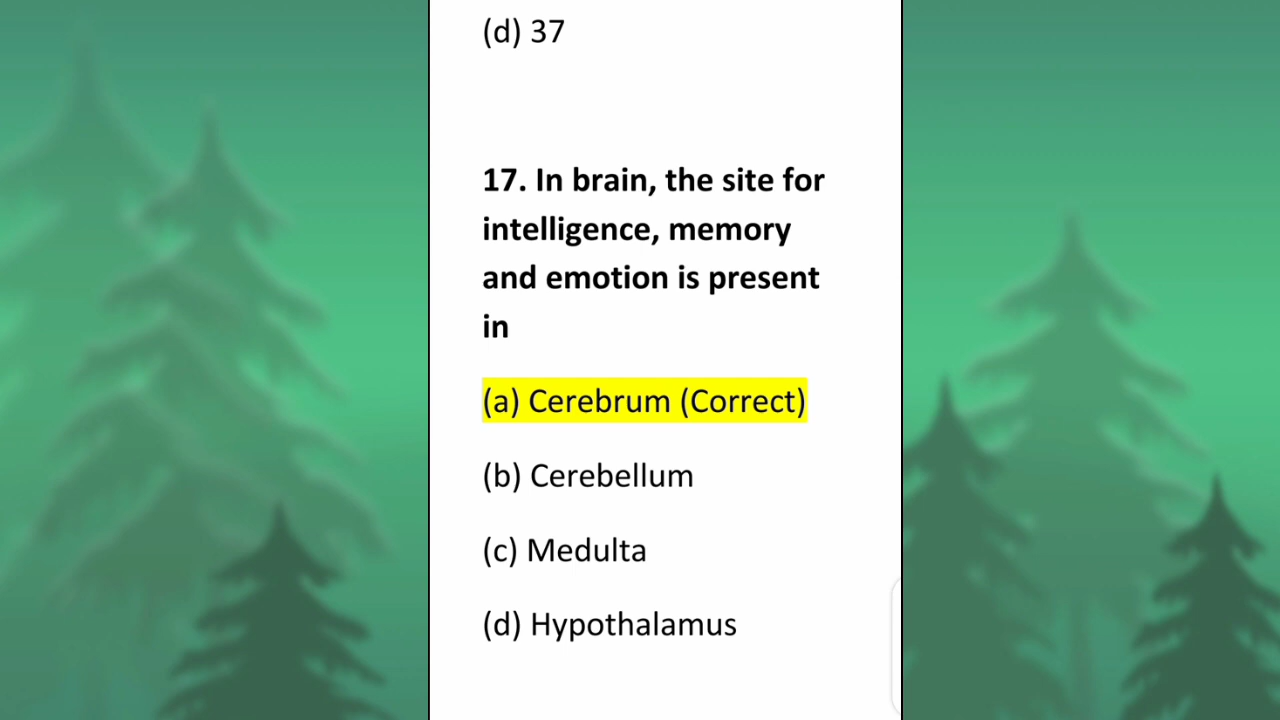 (d) 37
17. In brain, the site for
intelligence, memory
and emotion is present
in
(a) Cerebrum (Correct)
(b) Cerebellum
(c) Medulta
(d) Hypothalamus